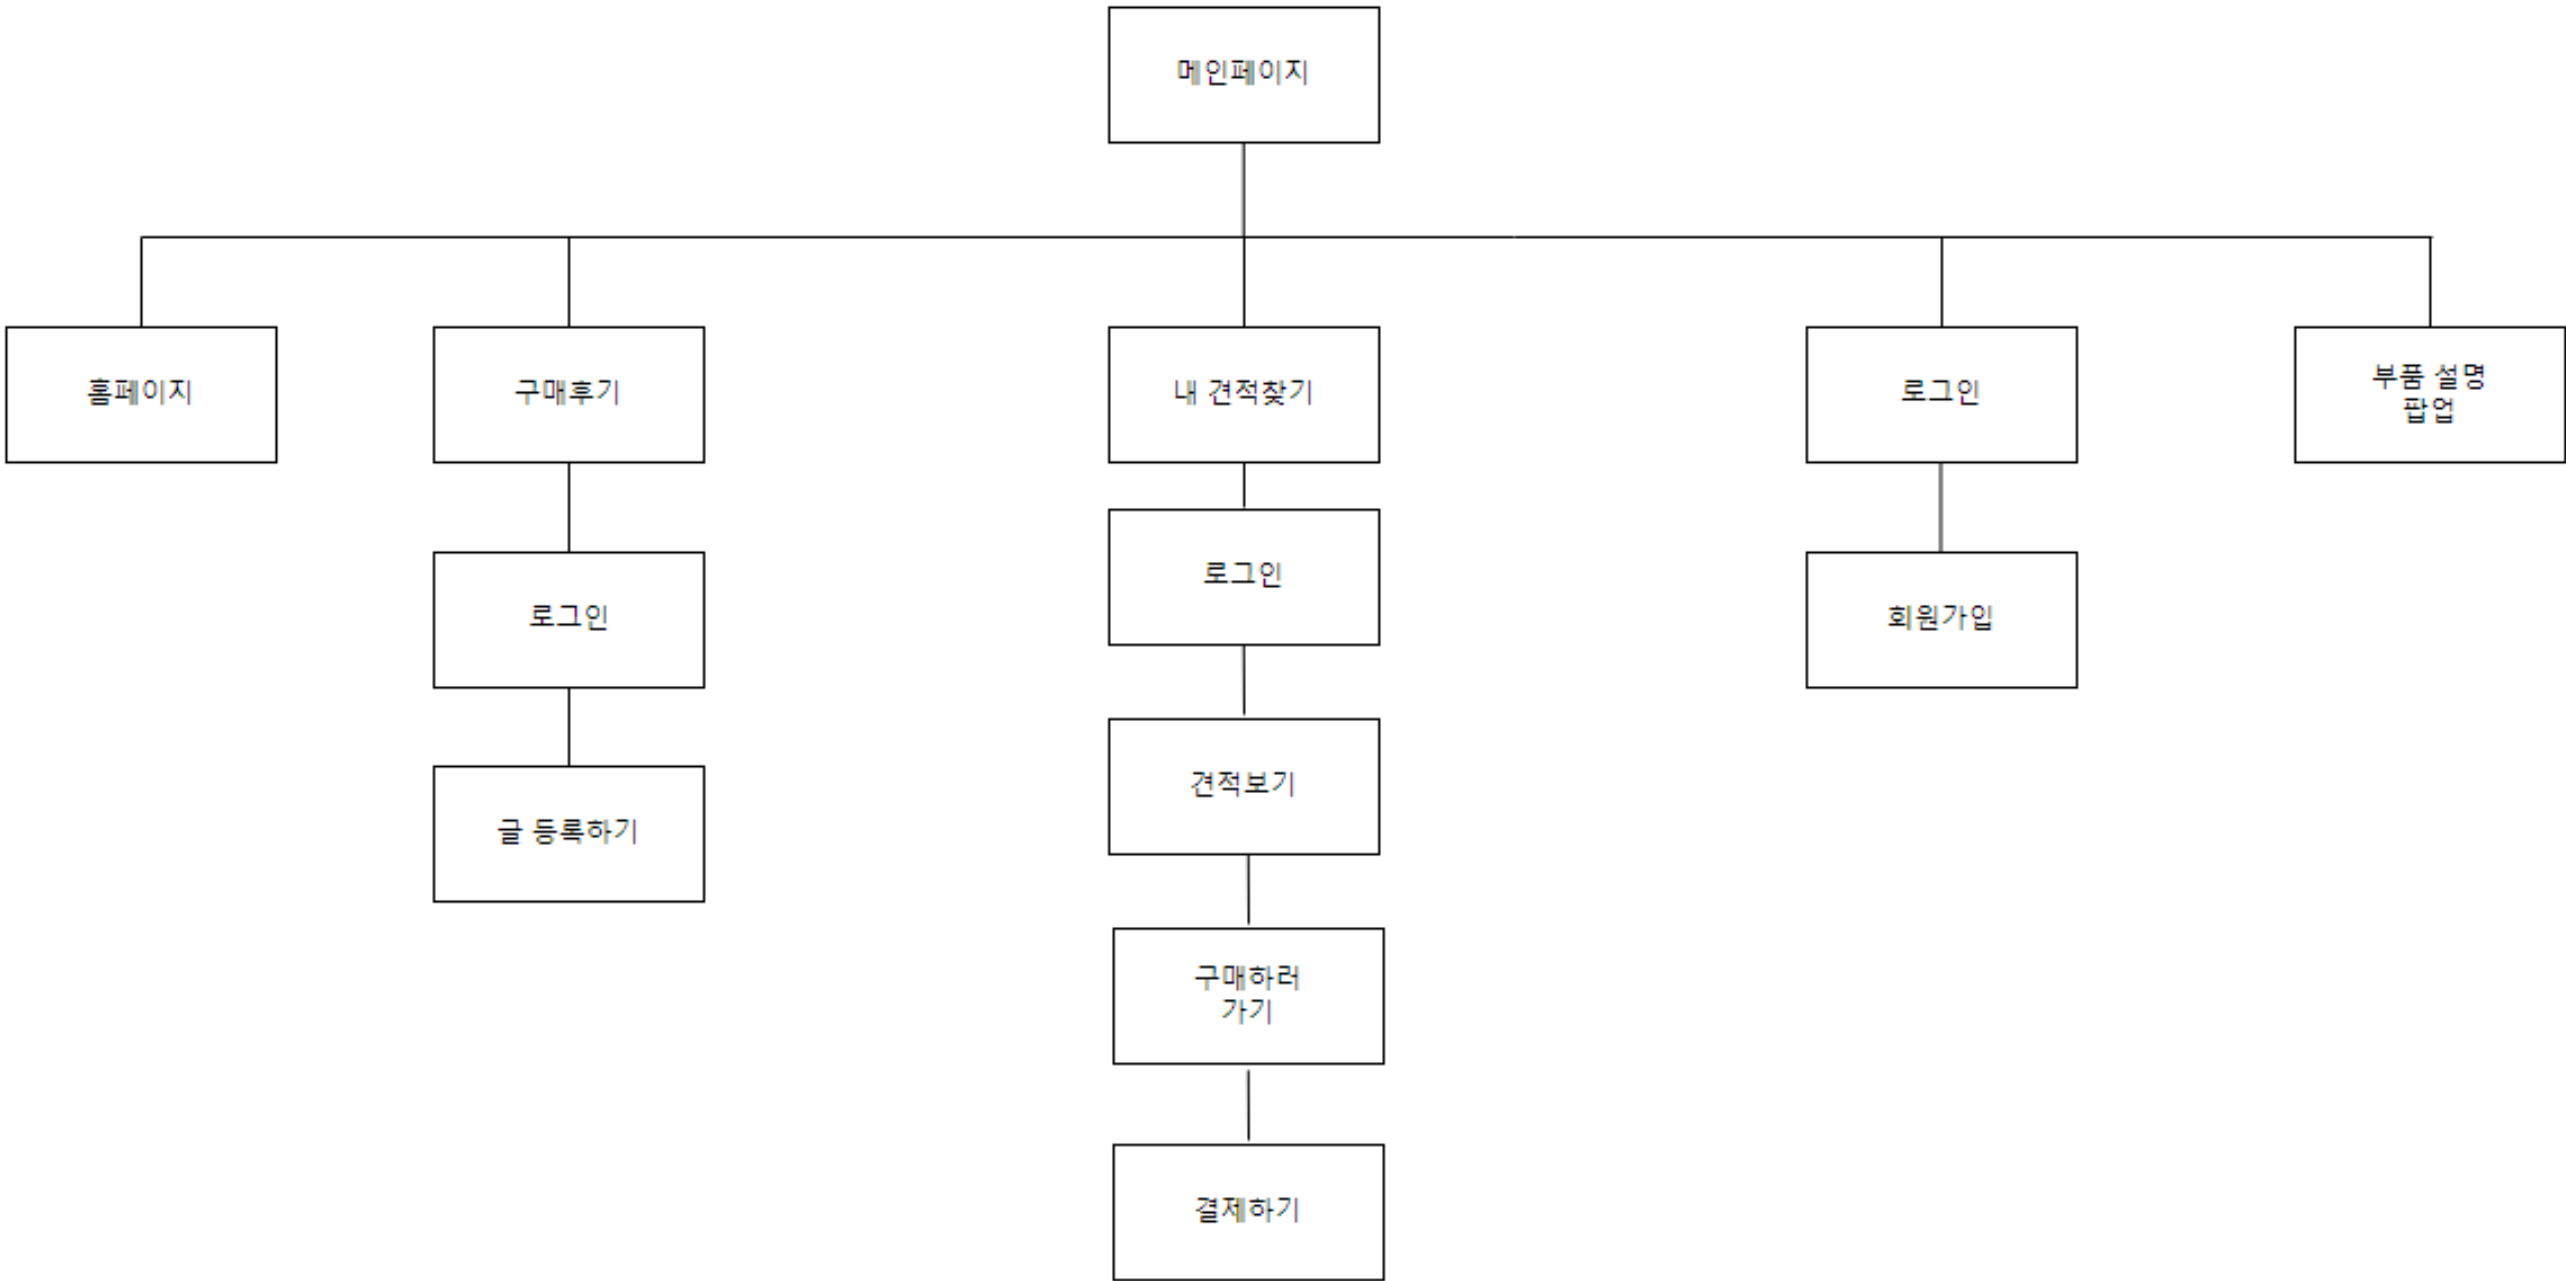 메인페이지
홈페이지
구매후기
내 견적찾기
로그인
부품 설명
팝업
로그인
로그인
회원가입
견적보기
글 등록하기
구매하러
가기
결제하기